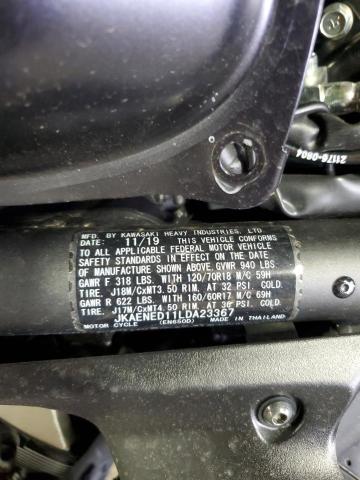 21176-0804
MFD. BY KAWASAKI HEAVY INDUSTRIES, LTD
DATE: 11/19 THIS VEHICLE CONFORMS
TO ALL APPLICABLE FEDERAL MOTOR VEHICLE
SAFETY STANDARDS IN EFFECT ON THE DATE
OF MANUFACTURE SHOWN ABOVE. GVWR 940 LBS.
GAWR F 318 LBS. WITH 120/70R18 M/C 59H
TIRE. J18M/CxMT3.50 RIM. AT 32 PSI. COLD.
GAWR R 622 LBS. WITH 160/60R17 M/C 69H
TIRE. J17M/CxMT4.50 RIM. AT 36 PSI. COLD.
JKAENED11LDA23367
MOTOR CYCLE (EN650D)